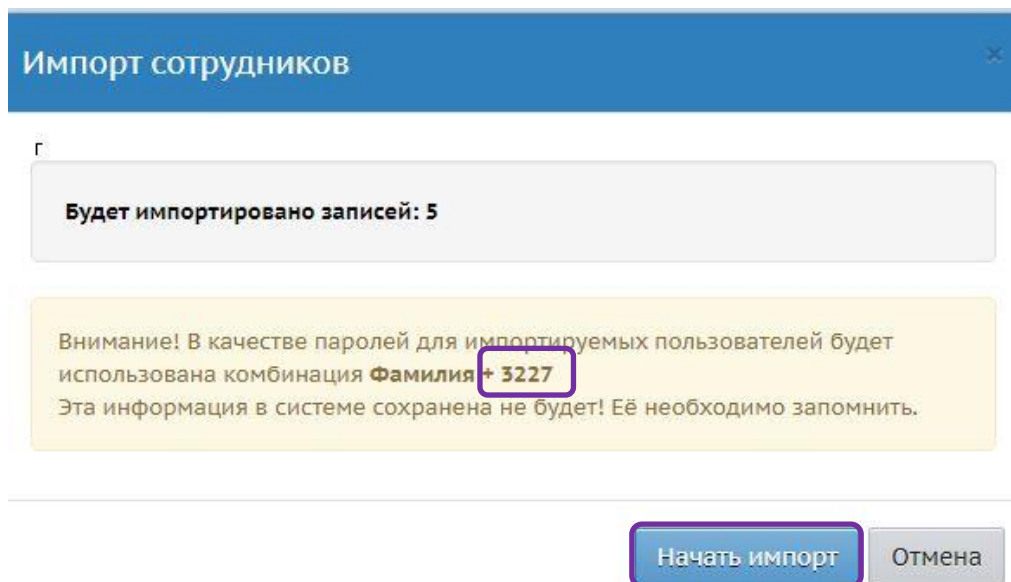 Импорт сотрудников
×
г
Будет импортировано записей: 5
Внимание! В качестве паролей для импортируемых пользователей будет
использована комбинация Фамилия + 3227
Эта информация в системе сохранена не будет! Её необходимо запомнить.
Начать импорт
Отмена